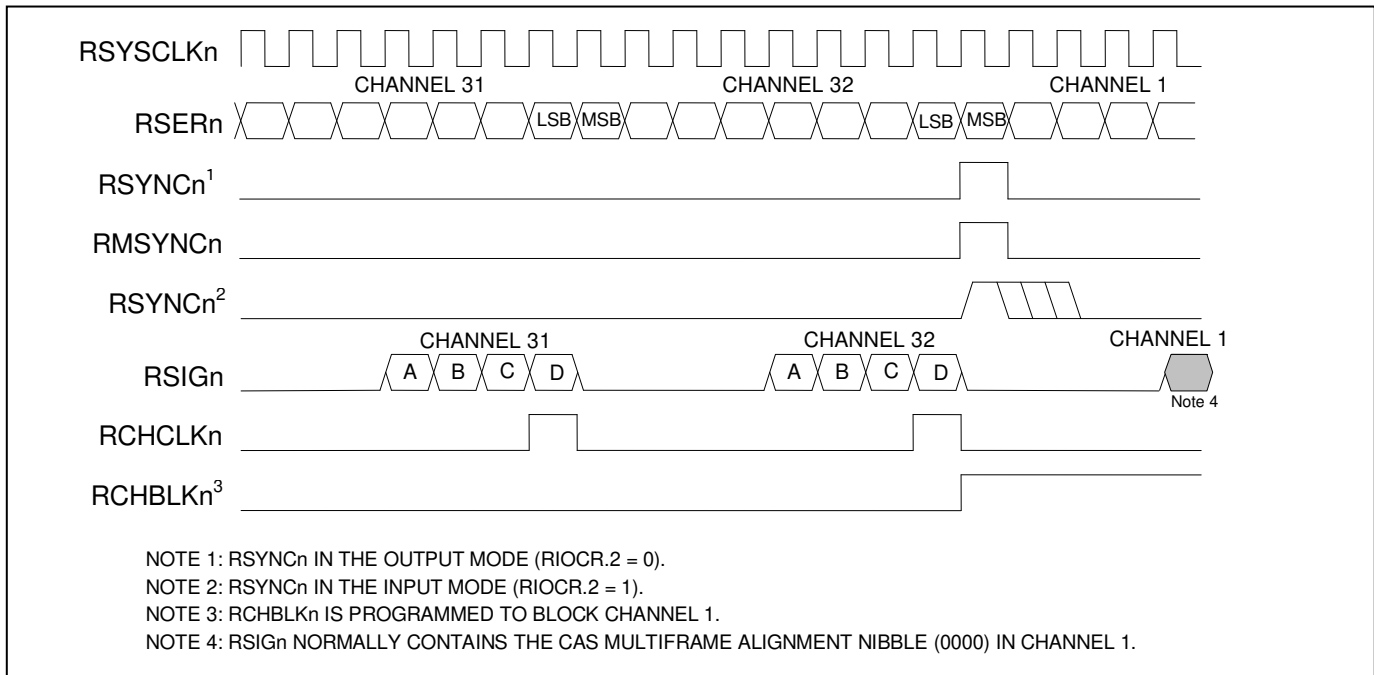 RSYSCLKn
CHANNEL 31 CHANNEL 32 CHANNEL 1
RSERn LSB MSB LSB MSB
RSYNCn1
RMSYNCn
RSYNCn2
CHANNEL 31 CHANNEL 32 CHANNEL 1
RSIGn A B C D A B C D
Note 4
RCHCLKn
RCHBLKn3
NOTE 1: RSYNCn IN THE OUTPUT MODE (RIOCR.2 = 0).
NOTE 2: RSYNCn IN THE INPUT MODE (RIOCR.2 = 1).
NOTE 3: RCHBLKn IS PROGRAMMED TO BLOCK CHANNEL 1.
NOTE 4: RSIGn NORMALLY CONTAINS THE CAS MULTIFRAME ALIGNMENT NIBBLE (0000) IN CHANNEL 1.